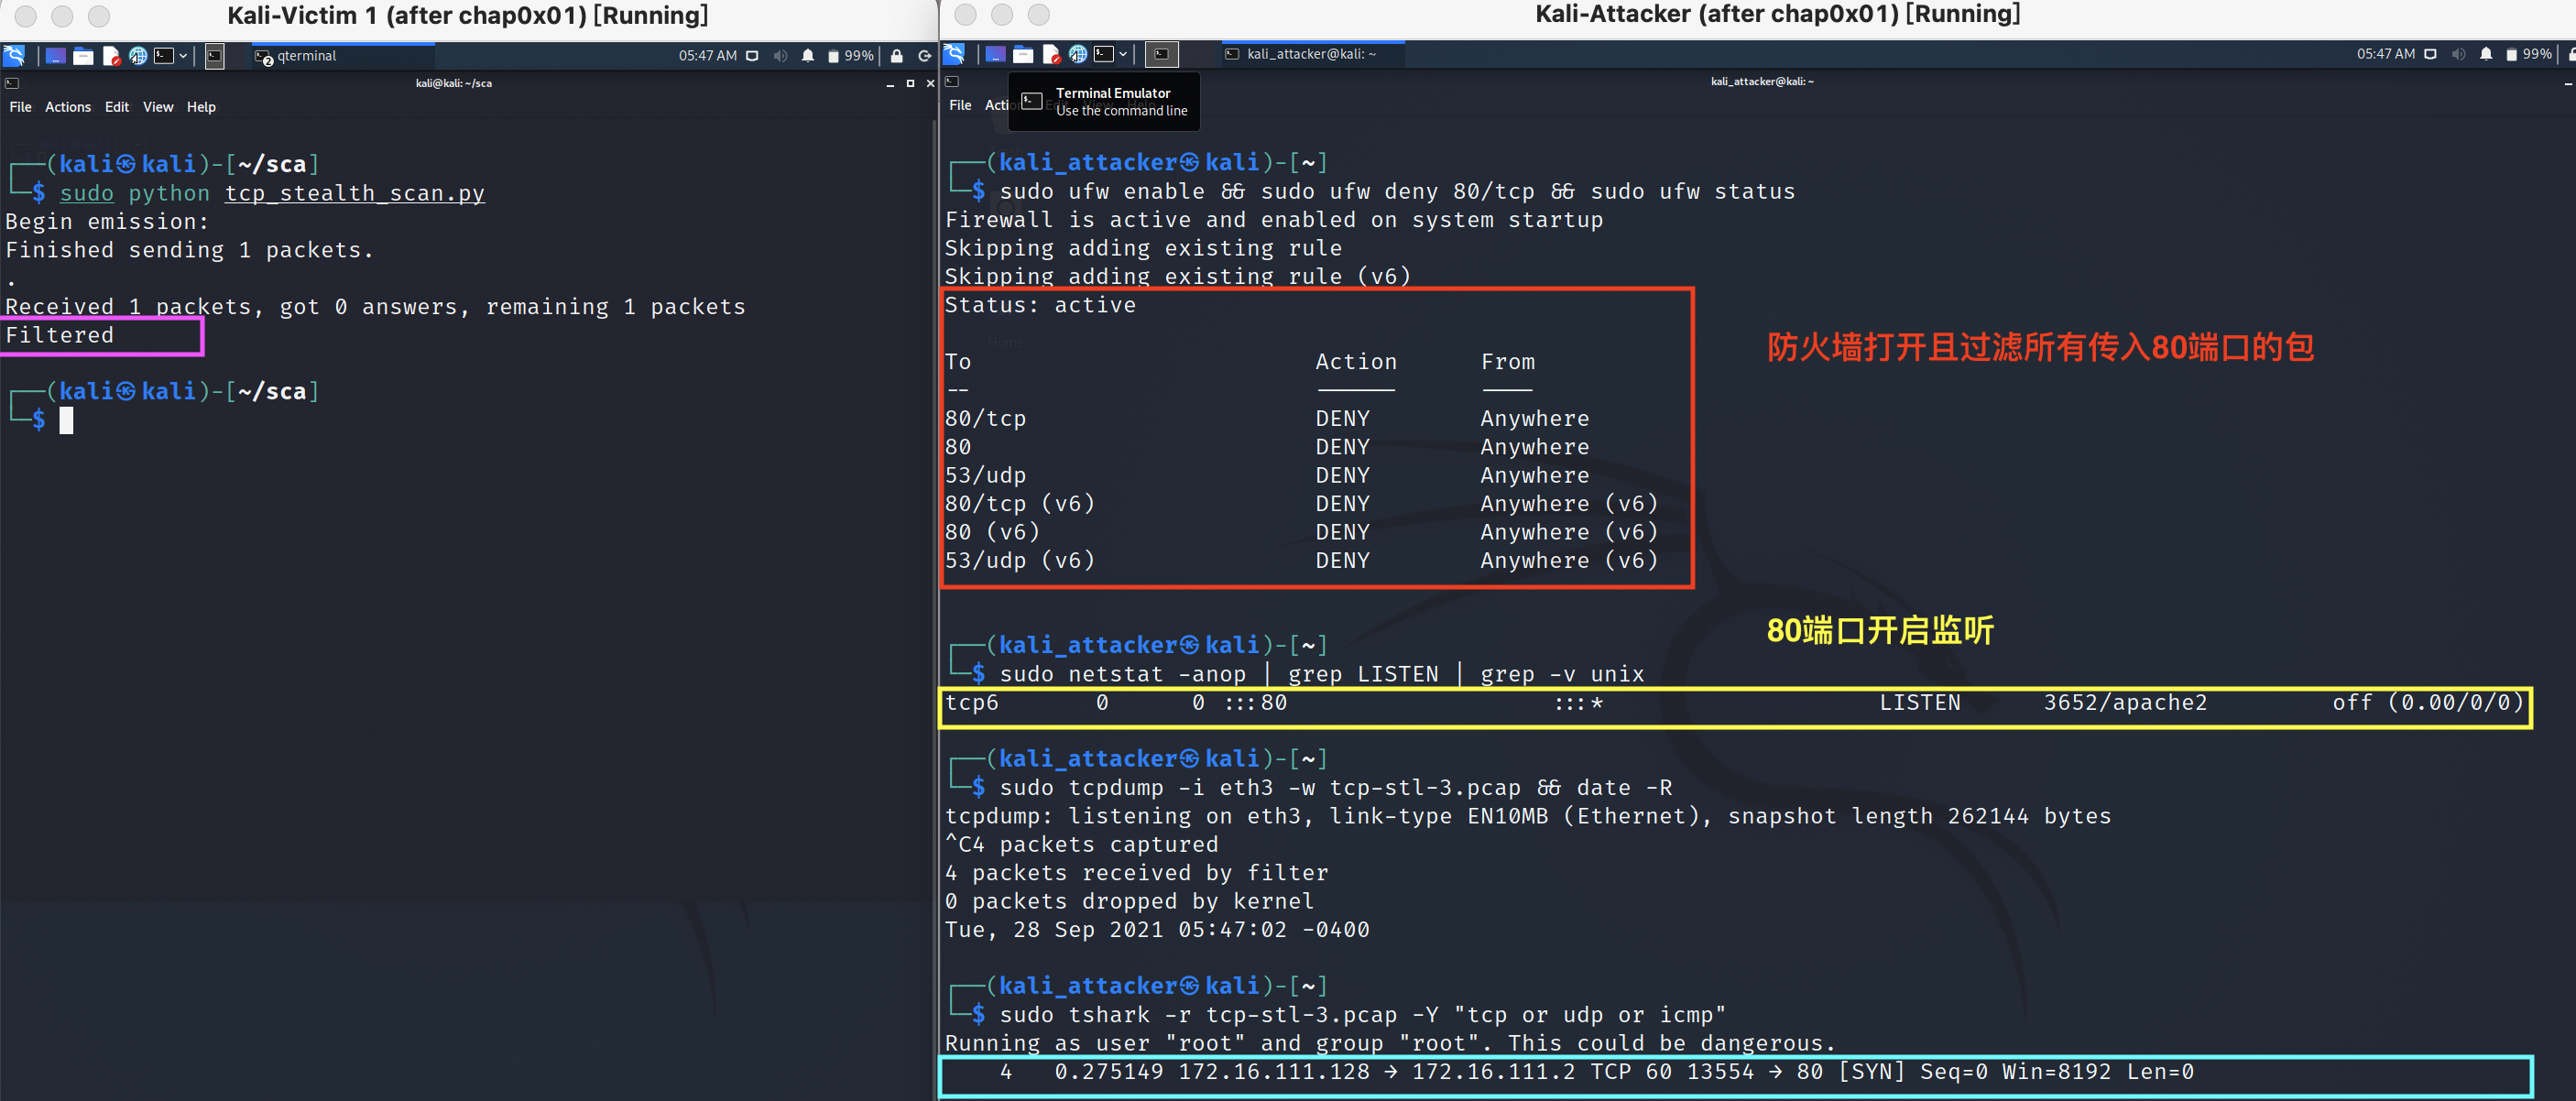 Kali-Victim 1 (after chap0x01) [Running]
qterminal
05:47 AM
99%
kali@kali: ~/sca
File Actions Edit View Help
┌──(kali㉿kali)-[~/sca]
└─$ sudo python tcp_stealth_scan.py
Begin emission:
Finished sending 1 packets.
.
Received 1 packets, got 0 answers, remaining 1 packets
Filtered
┌──(kali㉿kali)-[~/sca]
└─$
Kali-Attacker (after chap0x01) [Running]
kali_attacker@kali: ~
05:47 AM
99%
kali_attacker@kali: ~
File
Terminal Emulator
Use the command line
┌──(kali_attacker㉿kali)-[~]
└─$ sudo ufw enable && sudo ufw deny 80/tcp && sudo ufw status
Firewall is active and enabled on system startup
Skipping adding existing rule
Skipping adding existing rule (v6)
Status: active
防火墙打开且过滤所有传入80端口的包
To Action From
-- ------ ----
80/tcp DENY Anywhere
80 DENY Anywhere
53/udp DENY Anywhere
80/tcp (v6) DENY Anywhere (v6)
80 (v6) DENY Anywhere (v6)
53/udp (v6) DENY Anywhere (v6)
80端口开启监听
┌──(kali_attacker㉿kali)-[~]
└─$ sudo netstat -anop | grep LISTEN | grep -v unix
tcp6 0 0 :::80 :::* LISTEN 3652/apache2 off (0.00/0/0)
┌──(kali_attacker㉿kali)-[~]
└─$ sudo tcpdump -i eth3 -w tcp-stl-3.pcap && date -R
tcpdump: listening on eth3, link-type EN10MB (Ethernet), snapshot length 262144 bytes
^C4 packets captured
4 packets received by filter
0 packets dropped by kernel
Tue, 28 Sep 2021 05:47:02 -0400
┌──(kali_attacker㉿kali)-[~]
└─$ sudo tshark -r tcp-stl-3.pcap -Y "tcp or udp or icmp"
Running as user "root" and group "root". This could be dangerous.
4 0.275149 172.16.111.128 → 172.16.111.2 TCP 60 13554 → 80 [SYN] Seq=0 Win=8192 Len=0